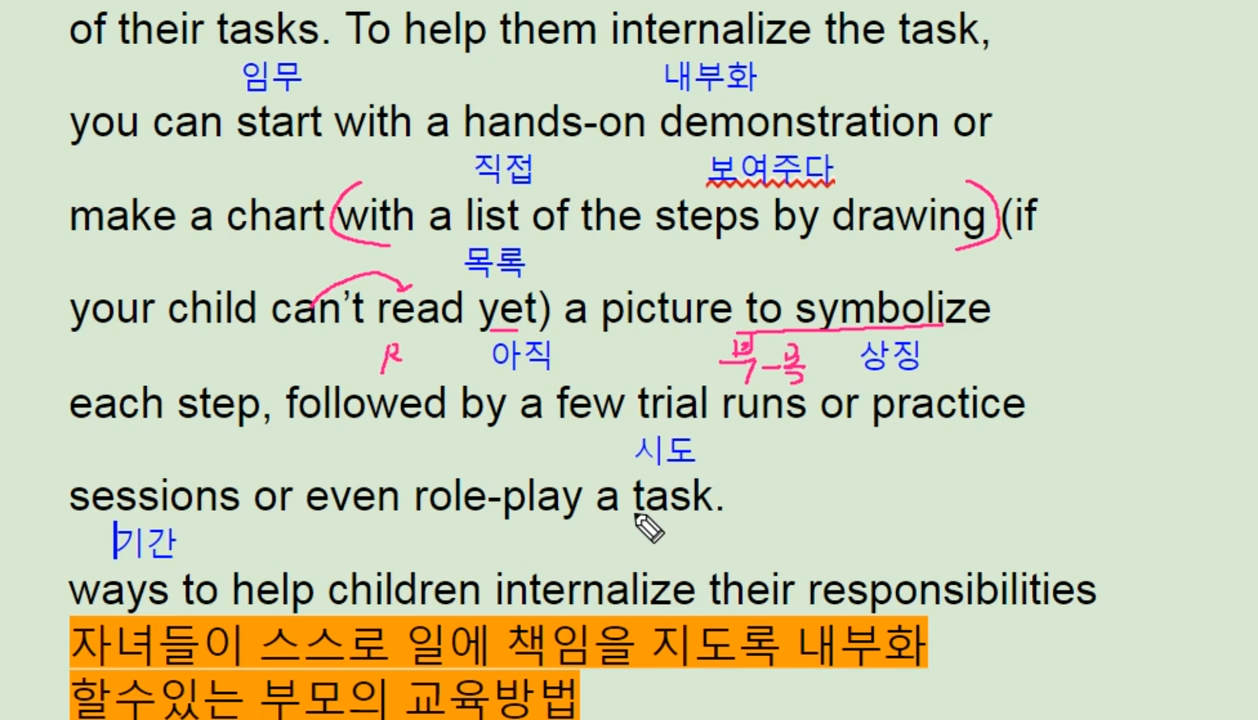 of their tasks. To help them internalize the task,
임무 내부화
you can start with a hands-on demonstration or
직접 보여주다
make a chart (with a list of the steps by drawing) (if
목록
your child can't read yet) a picture to symbolize
R 아직 부-목 상징
each step, followed by a few trial runs or practice
시도
sessions or even role-play a task.
기간
ways to help children internalize their responsibilities
자녀들이 스스로 일에 책임을 지도록 내부화
할수있는 부모의 교육방법